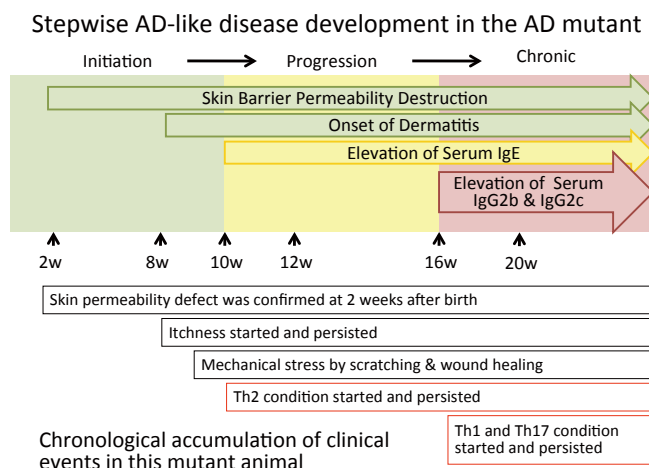 Stepwise AD-like disease development in the AD mutant
Initiation Progression Chronic
Skin Barrier Permeability Destruction
Onset of Dermatitis
Elevation of Serum IgE
Elevation of Serum
IgG2b & IgG2c
2w 8w 10w 12w 16w 20w
Skin permeability defect was confirmed at 2 weeks after birth
Itchness started and persisted
Mechanical stress by scratching & wound healing
Th2 condition started and persisted
Th1 and Th17 condition
started and persisted
Chronological accumulation of clinical
events in this mutant animal